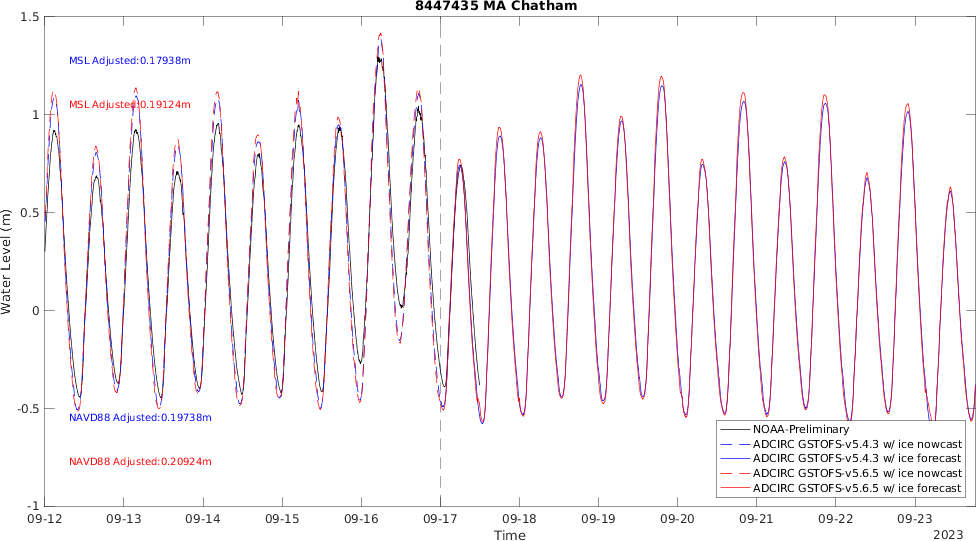 8447435 MA Chatham
1.5
MSL Adjusted:0.17938m
MSL Adjusted:0.19124m
1
0.5
Water Level (m)
0
-0.5
NAVD88 Adjusted:0.19738m
NAVD88 Adjusted:0.20924m
-1
NOAA-Preliminary
ADCIRC GSTOFS-v5.4.3 w/ ice nowcast
ADCIRC GSTOFS-v5.4.3 w/ ice forecast
ADCIRC GSTOFS-v5.6.5 w/ ice nowcast
ADCIRC GSTOFS-v5.6.5 w/ ice forecast
09-12 09-13 09-14 09-15 09-16 09-17 09-18 09-19 09-20 09-21 09-22 09-23
Time
2023